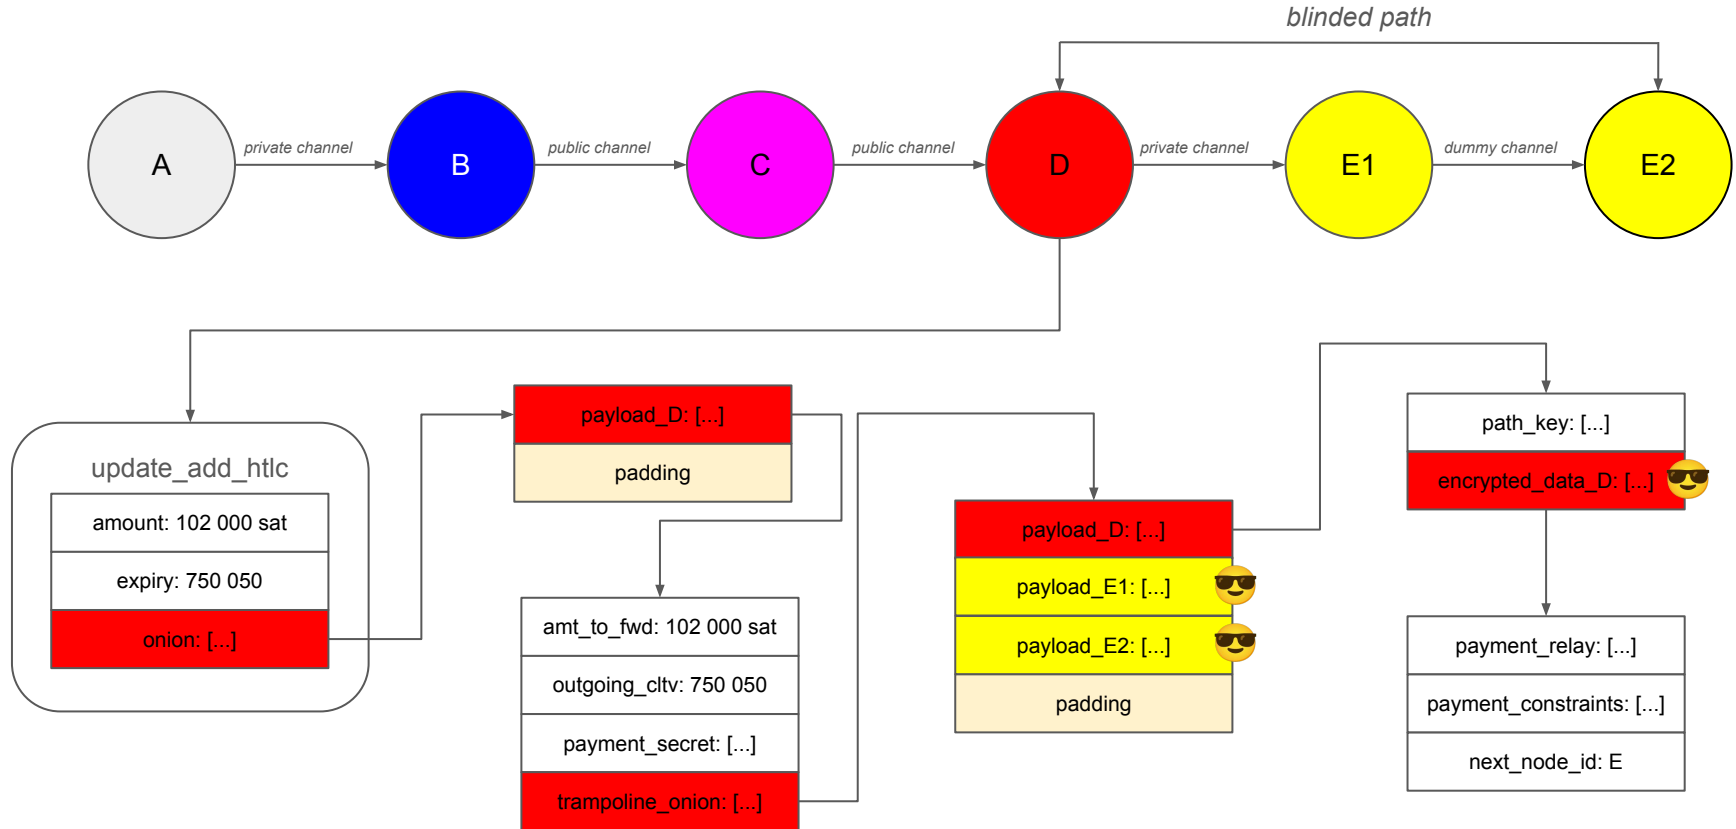 blinded path
A
private channel
B
public channel
C
public channel
D
private channel
E1
dummy channel
E2
update_add_htlc
amount: 102 000 sat
expiry: 750 050
onion: [...]
payload_D: [...]
padding
amt_to_fwd: 102 000 sat
outgoing_cltv: 750 050
payment_secret: [...]
trampoline_onion: [...]
payload_D: [...]
payload_E1: [...]
payload_E2: [...]
padding
path_key: [...]
encrypted_data_D: [...]
payment_relay: [...]
payment_constraints: [...]
next_node_id: E